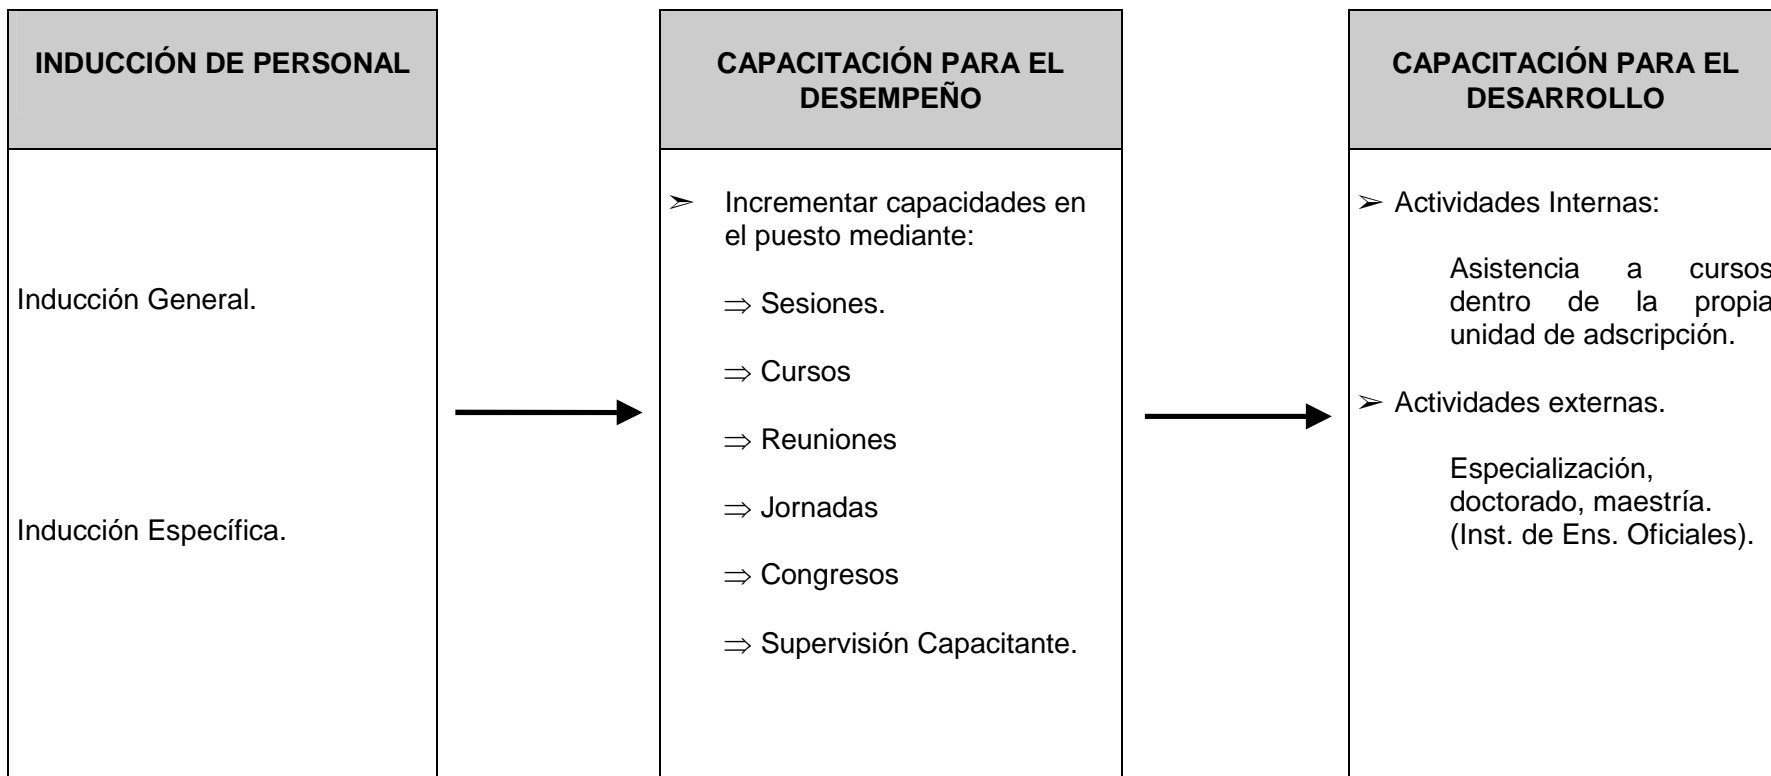 INDUCCIÓN DE PERSONAL
Inducción General.
Inducción Específica.
CAPACITACIÓN PARA EL
DESEMPEÑO
➢ Incrementar capacidades en
el puesto mediante:
⇒ Sesiones.
⇒ Cursos
⇒ Reuniones
⇒ Jornadas
⇒ Congresos
⇒ Supervisión Capacitante.
CAPACITACIÓN PARA EL
DESARROLLO
➢ Actividades Internas:
Asistencia a cursos
dentro de la propia
unidad de adscripción.
➢ Actividades externas.
Especialización,
doctorado, maestría.
(Inst. de Ens. Oficiales).